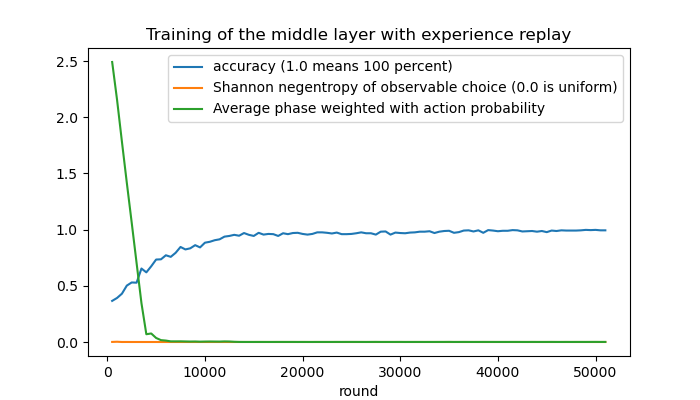 Training of the middle layer with experience replay
accuracy (1.0 means 100 percent)
Shannon negentropy of observable choice (0.0 is uniform)
Average phase weighted with action probability
2.5
2.0
1.5
1.0
0.5
0.0
0 10000 20000 30000 40000 50000
round